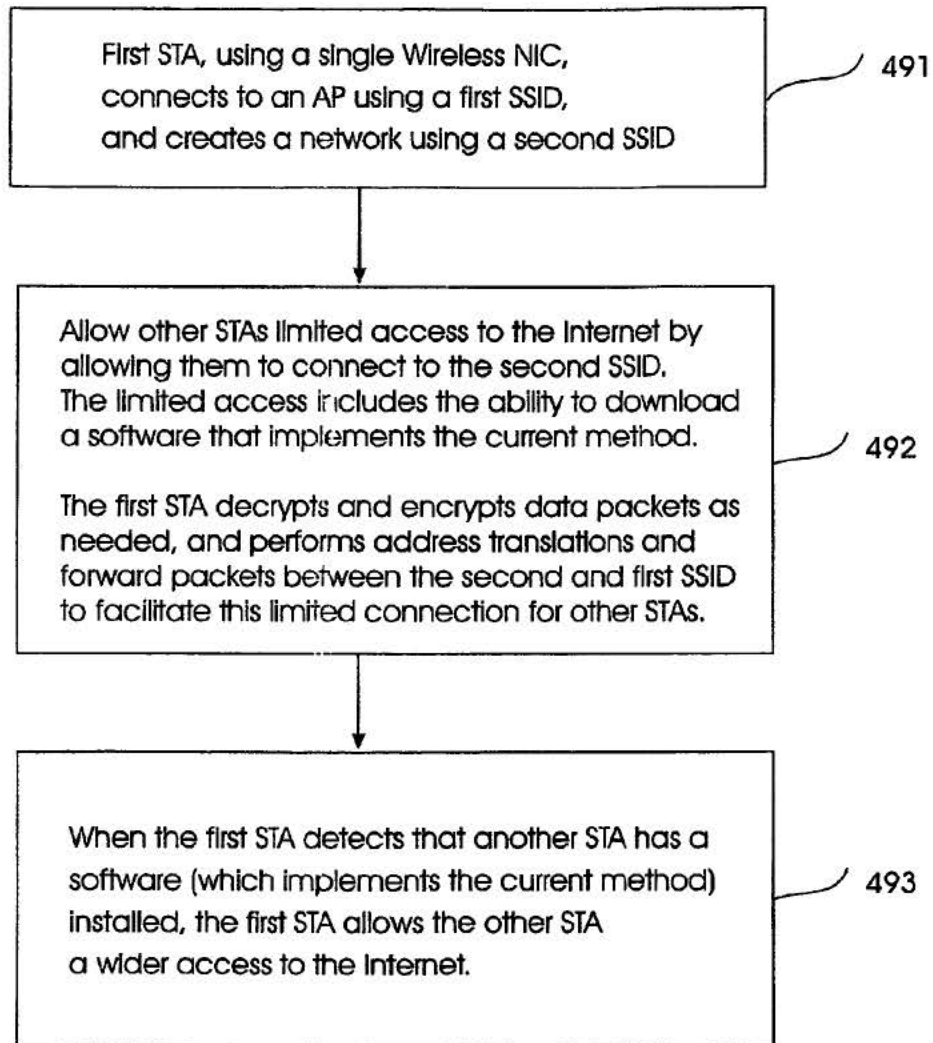 First STA, using a single Wireless NIC,
connects to an AP using a first SSID,
and creates a network using a second SSID
491
Allow other STAs limited access to the Internet by
allowing them to connect to the second SSID.
The limited access includes the ability to download
a software that implements the current method.
492
The first STA decrypts and encrypts data packets as
needed, and performs address translations and
forward packets between the second and first SSID
to facilitate this limited connection for other STAs.
When the first STA detects that another STA has a
software (which implements the current method)
installed, the first STA allows the other STA
a wider access to the Internet.
493